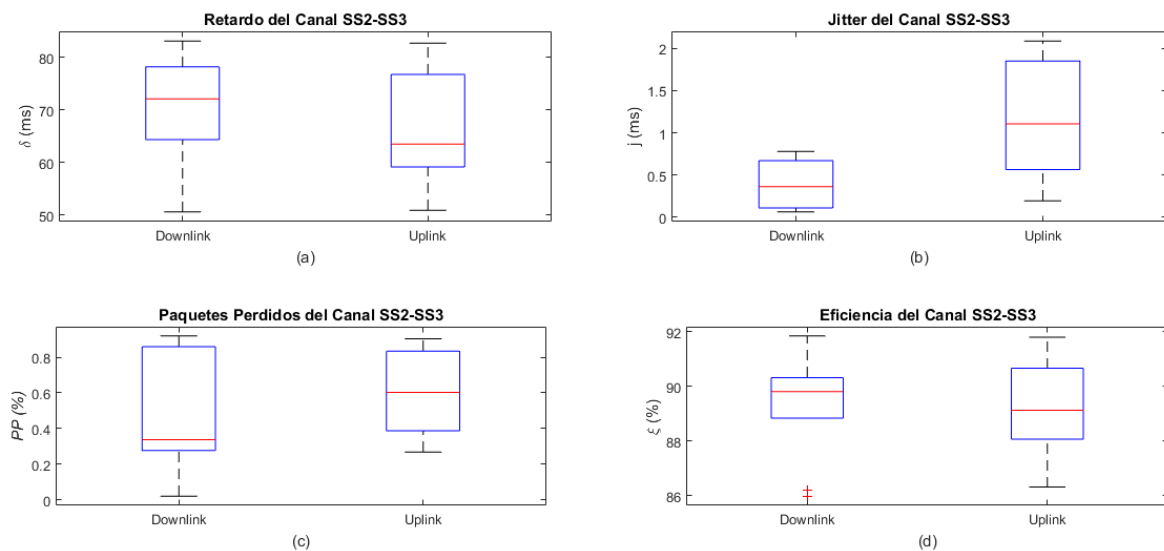 Retardo del Canal SS2-SS3
80
70
60
50
δ (ms)
Downlink
Uplink
(a)
Jitter del Canal SS2-SS3
2
1.5
1
0.5
0
j (ms)
Downlink
Uplink
(b)
Paquetes Perdidos del Canal SS2-SS3
0.8
0.6
0.4
0.2
0
PP (%)
Downlink
Uplink
(c)
Eficiencia del Canal SS2-SS3
92
90
88
86
ξ (%)
Downlink
Uplink
(d)